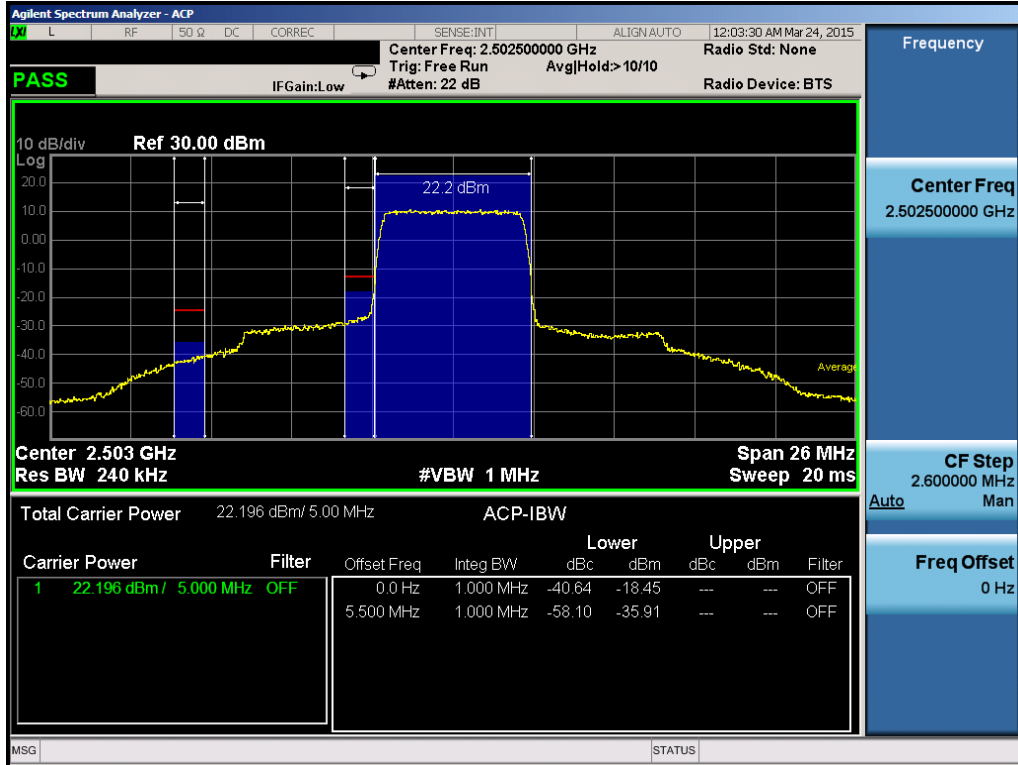 Agilent Spectrum Analyzer - ACP
LXI L RF 50 Ω DC CORREC SENSE:INT ALIGN AUTO 12:03:30 AM Mar 24, 2015
Center Freq: 2.502500000 GHz Radio Std: None
Trig: Free Run Avg|Hold:> 10/10
PASS IFGain:Low #Atten: 22 dB Radio Device: BTS
10 dB/div Ref 30.00 dBm
Log
20.0
22.2 dBm
10.0
0.00
-10.0
-20.0
-30.0
-40.0
Average
-50.0
-60.0
Center 2.503 GHz Span 26 MHz
Res BW 240 kHz #VBW 1 MHz Sweep 20 ms
Total Carrier Power 22.196 dBm/ 5.00 MHz ACP-IBW
Lower Upper
Carrier Power Filter Offset Freq Integ BW dBc dBm dBc dBm Filter
1 22.196 dBm / 5.000 MHz OFF 0.0 Hz 1.000 MHz -40.64 -18.45 --- --- OFF
5.500 MHz 1.000 MHz -58.10 -35.91 --- --- OFF
MSG STATUS
Frequency
Center Freq
2.502500000 GHz
CF Step
2.600000 MHz
Auto Man
Freq Offset
0 Hz